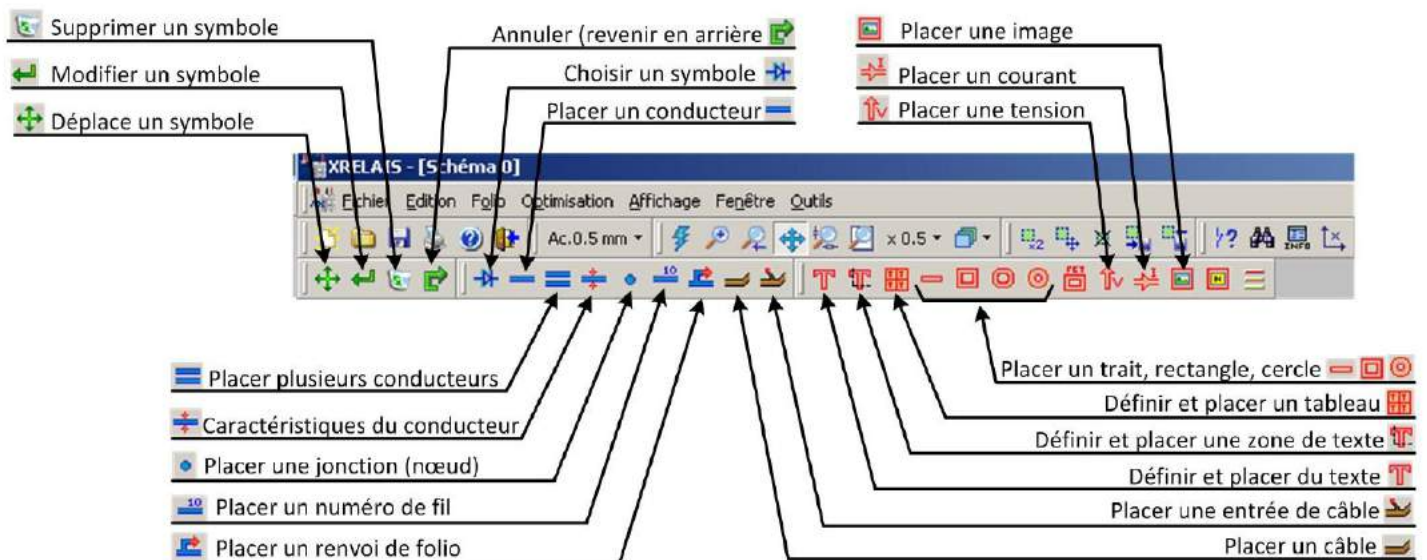 Supprimer un symbole
Modifier un symbole
Déplace un symbole
Annuler (revenir en arrière
Choisir un symbole
Placer un conducteur
Placer une image
Placer un courant
Placer une tension
XRELAIS - [Schéma 0]
Fichier Edition Folio Optimisation Affichage Fenêtre Outils
Ac.0.5 mm x 0.5
Placer plusieurs conducteurs
Caractéristiques du conducteur
Placer une jonction (nœud)
Placer un numéro de fil
Placer un renvoi de folio
Placer un trait, rectangle, cercle
Définir et placer un tableau
Définir et placer une zone de texte
Définir et placer du texte
Placer une entrée de câble
Placer un câble